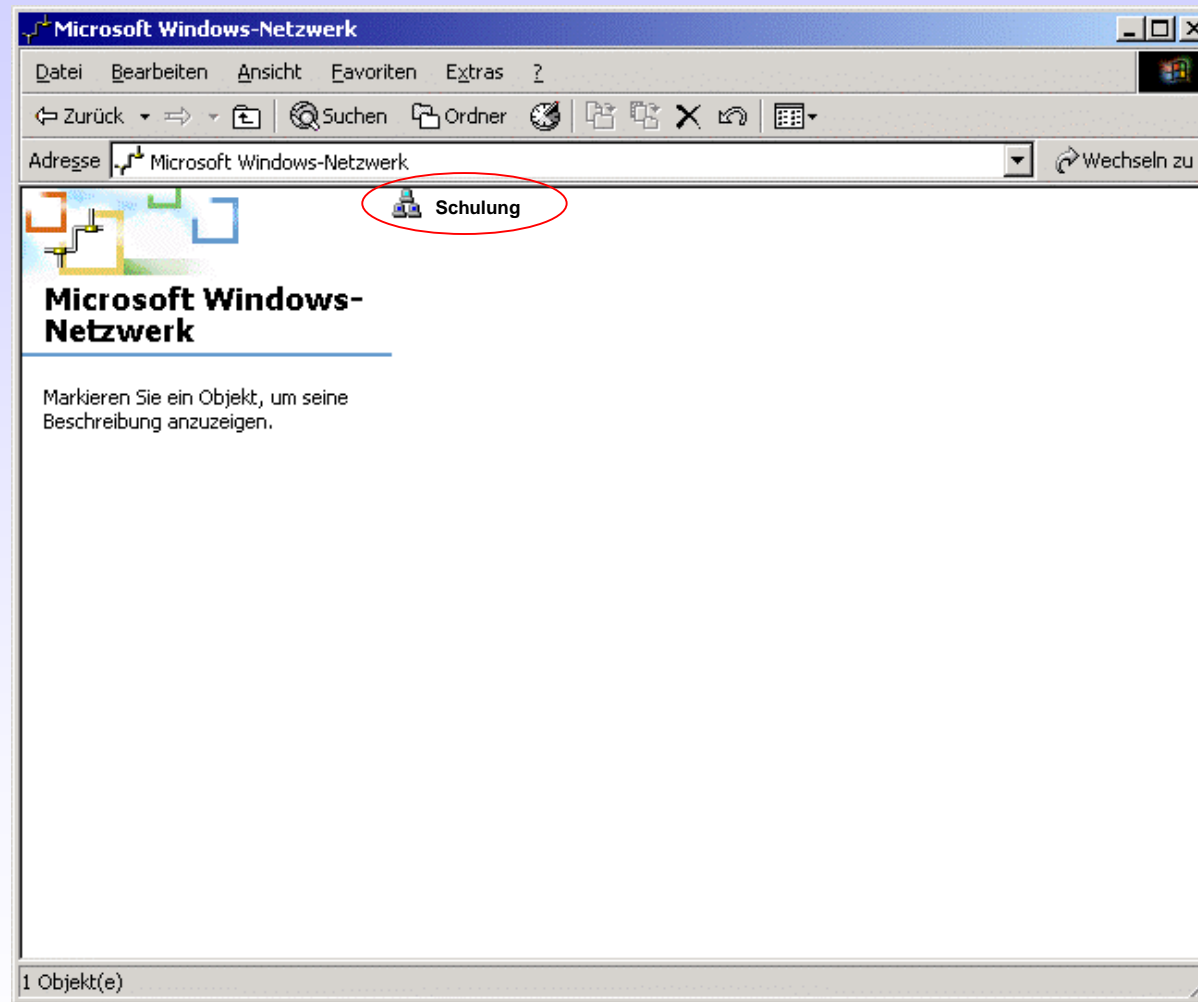 Microsoft Windows-Netzwerk
Datei Bearbeiten Ansicht Favoriten Extras ?
Zurück Suchen Ordner
Adresse Microsoft Windows-Netzwerk Wechseln zu
Schulung
Microsoft Windows-
Netzwerk
Markieren Sie ein Objekt, um seine
Beschreibung anzuzeigen.
1 Objekt(e)